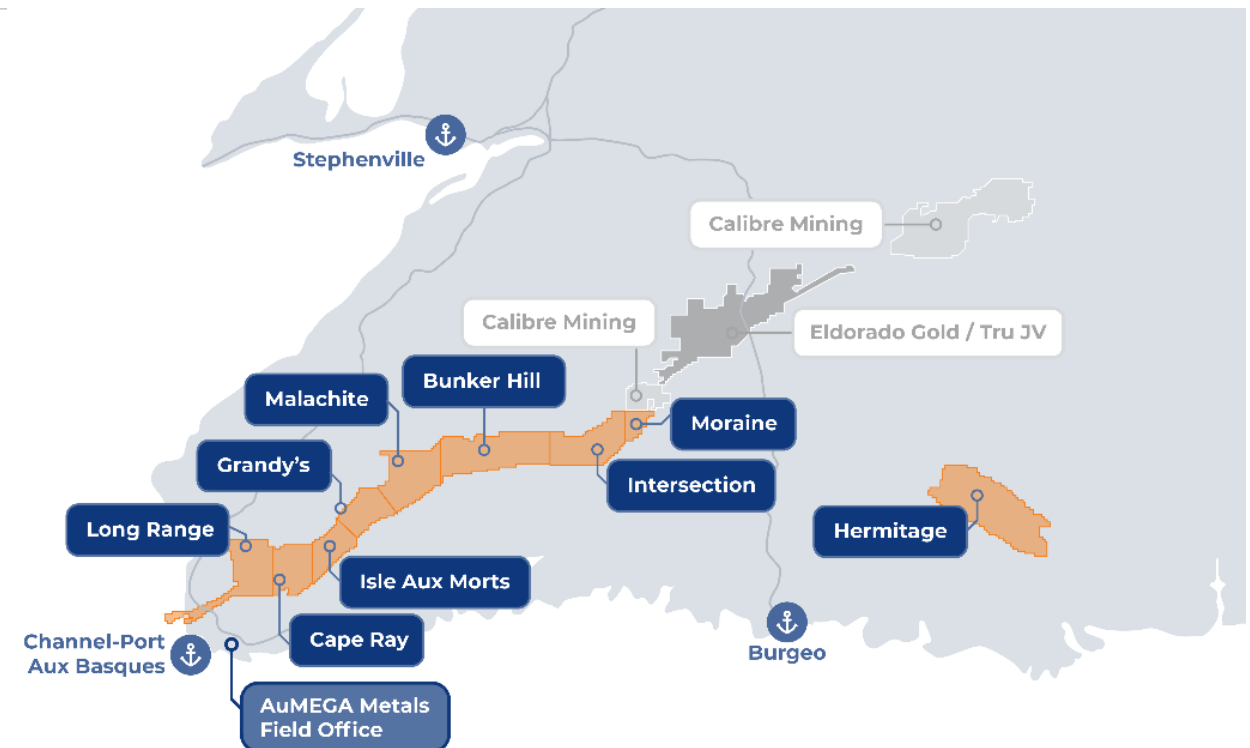 Stephenville
Calibre Mining
Calibre Mining
Eldorado Gold / Tru JV
Bunker Hill
Malachite
Moraine
Grandy’s
Intersection
Long Range
Hermitage
Isle Aux Morts
Cape Ray
Channel-Port
Aux Basques
Burgeo
AuMEGA Metals
Field Office